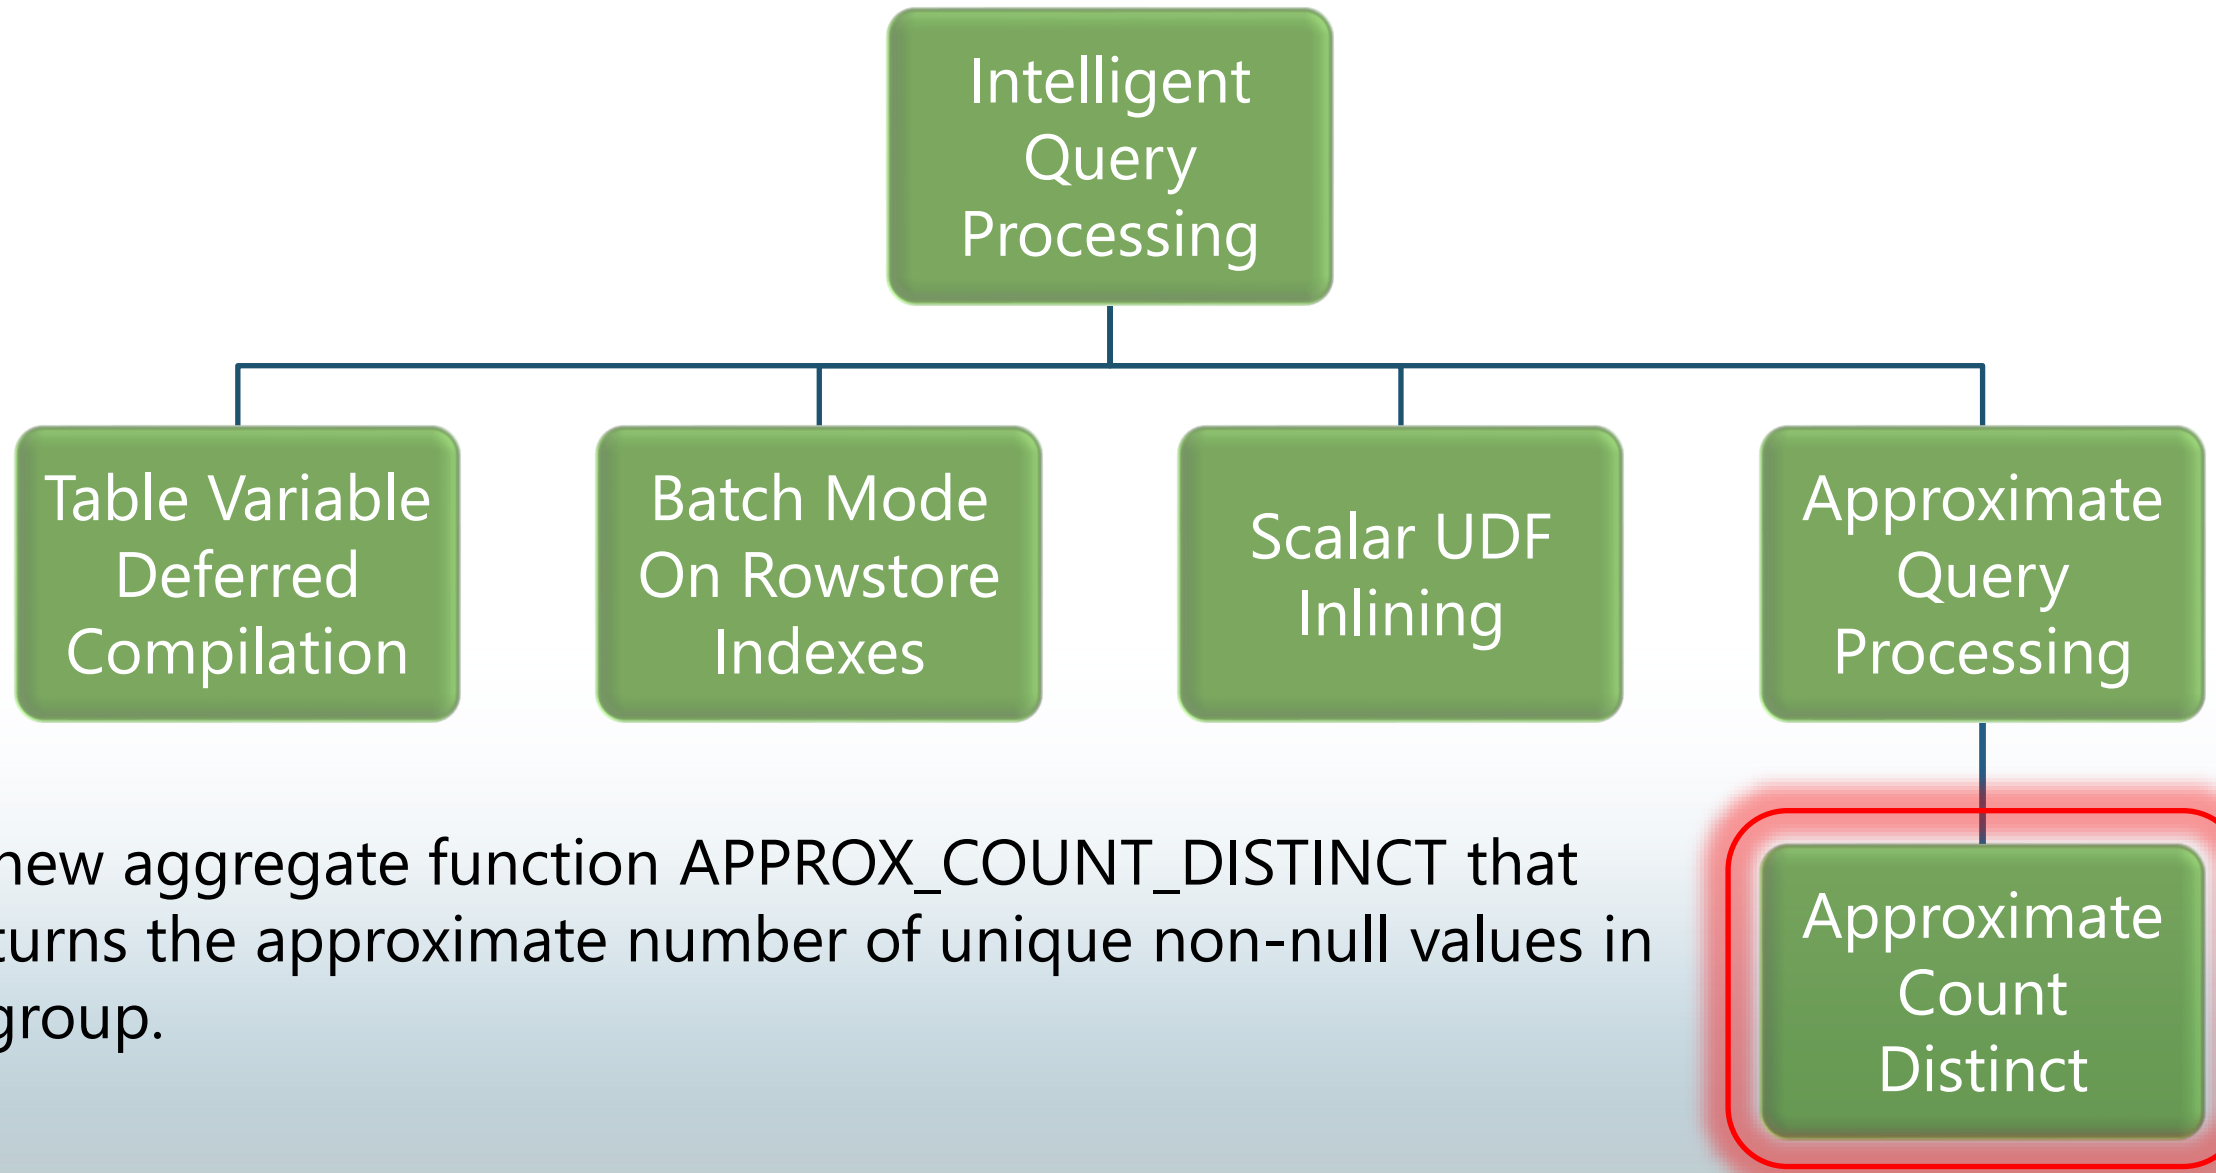 Intelligent
Query
Processing
Table Variable
Deferred
Compilation
Batch Mode
On Rowstore
Indexes
Scalar UDF
Inlining
Approximate
Query
Processing
new aggregate function APPROX_COUNT_DISTINCT that
turns the approximate number of unique non-null values in
group.
Approximate
Count
Distinct